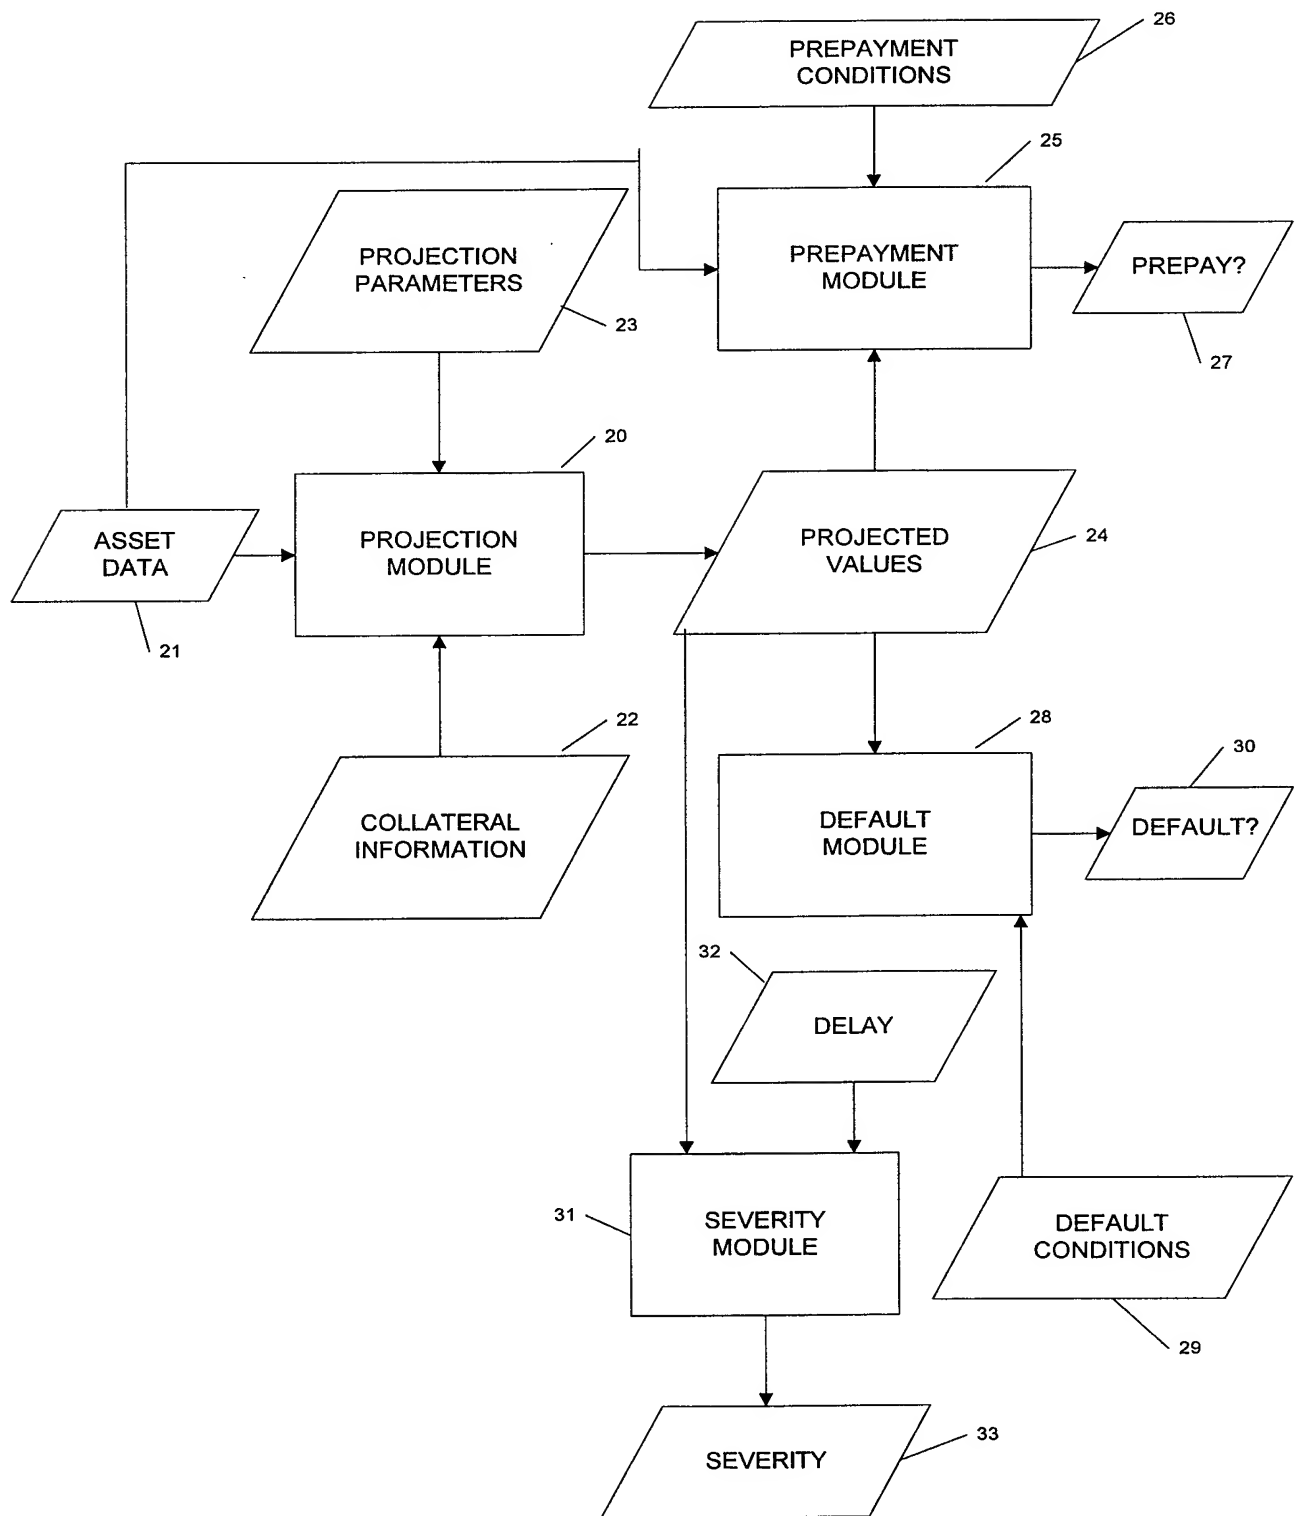 26
PREPAYMENT
CONDITIONS
25
PREPAYMENT
MODULE
PREPAY?
27
PROJECTION
PARAMETERS
23
20
ASSET
DATA
21
PROJECTION
MODULE
PROJECTED
VALUES
24
22
COLLATERAL
INFORMATION
28
DEFAULT
MODULE
30
DEFAULT?
32
DELAY
31
SEVERITY
MODULE
DEFAULT
CONDITIONS
29
SEVERITY
33